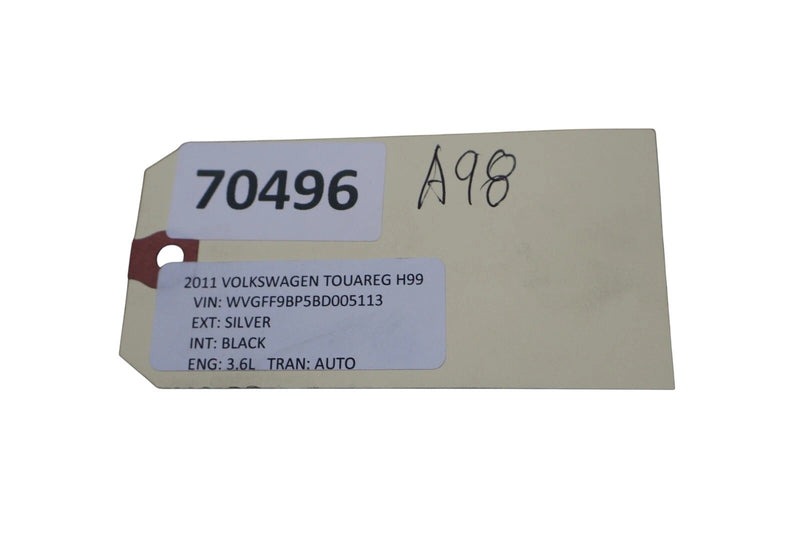 70496
A98
2011 VOLKSWAGEN TOUAREG H99
VIN: WVGFF9BP5BD005113
EXT: SILVER
INT: BLACK
ENG: 3.6L TRAN: AUTO